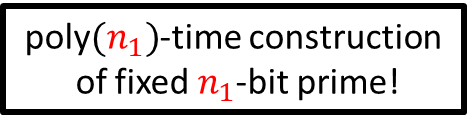 poly(n₁)-time construction
of fixed n₁-bit prime!